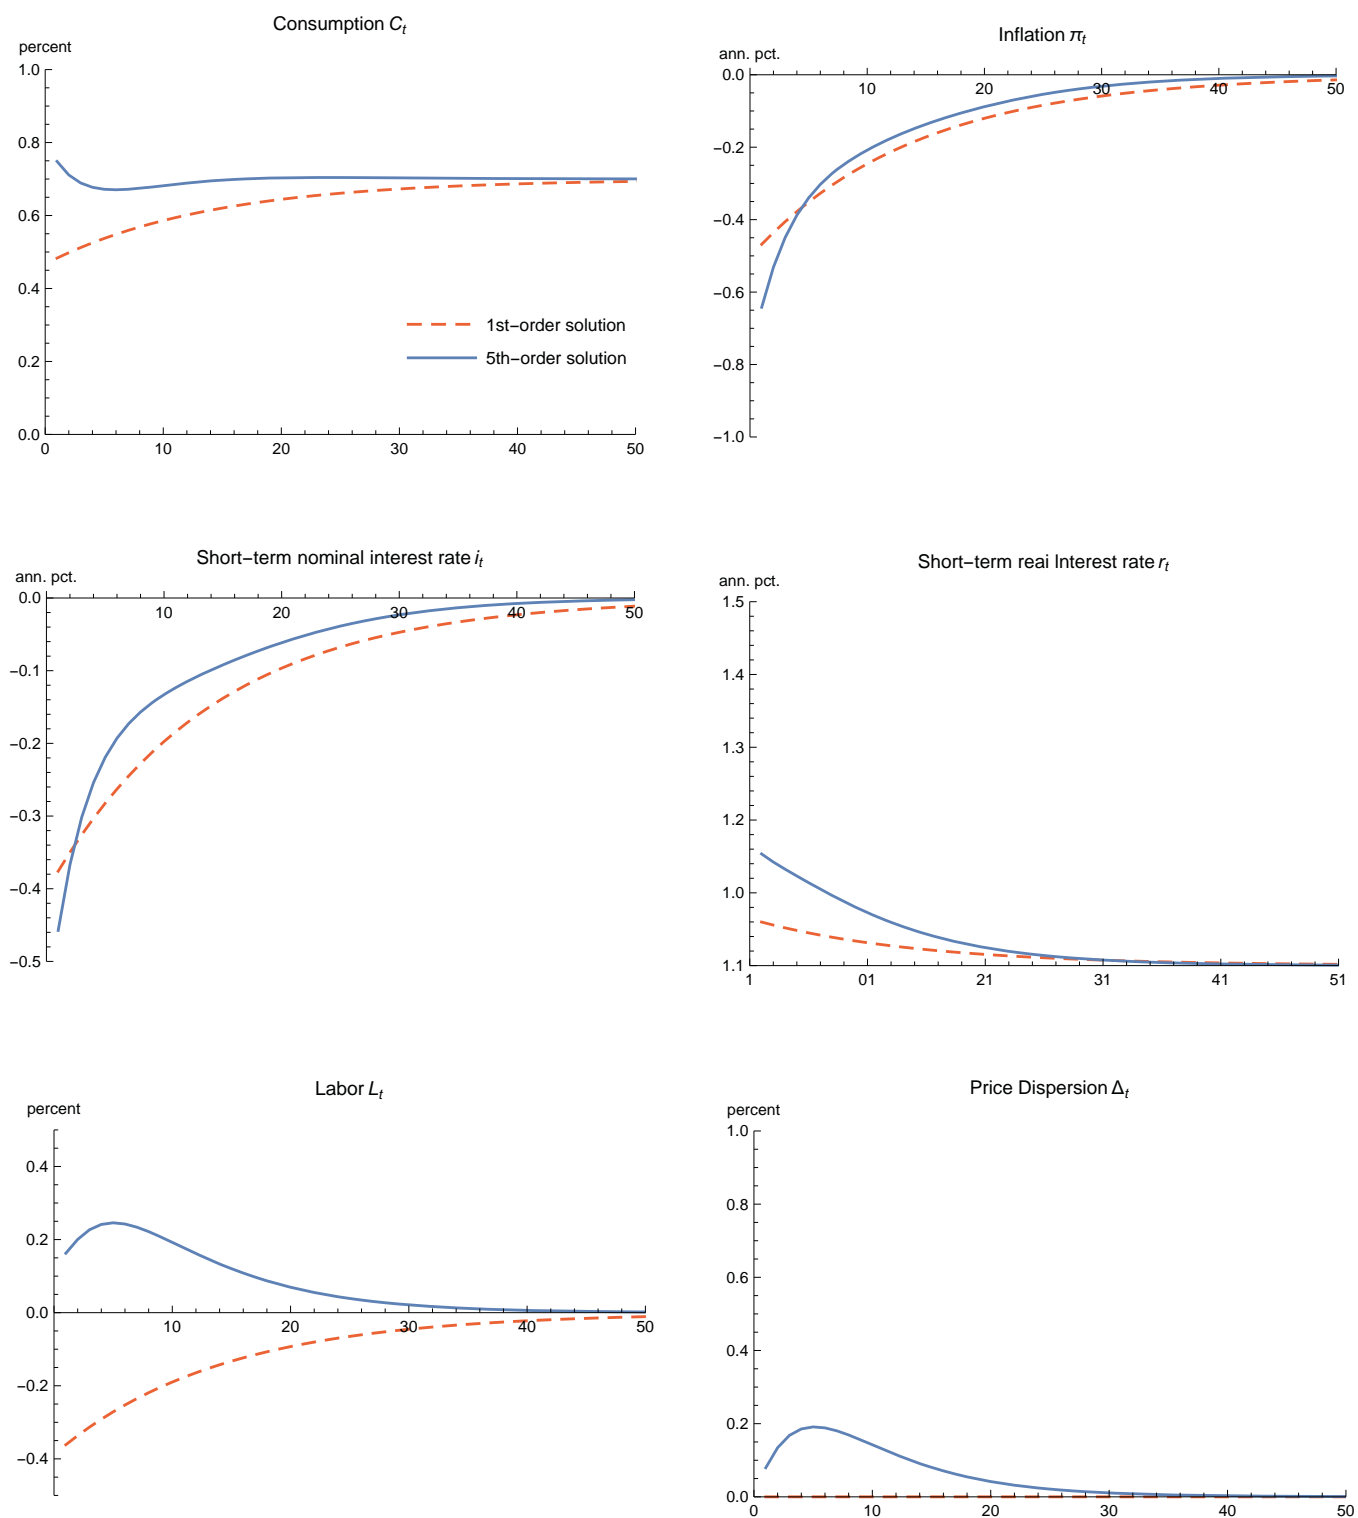 Consumption Cₜ
percent
1.0
0.8
0.6
0.4
0.2
0.0
0 10 20 30 40 50
1st−order solution
5th−order solution
Inflation πₜ
ann. pct.
0.0
−0.2
−0.4
−0.6
−0.8
−1.0
10 20 30 40 50
Short−term nominal interest rate iₜ
ann. pct.
0.0
−0.1
−0.2
−0.3
−0.4
−0.5
10 20 30 40 50
Short−term reai Interest rate rₜ
ann. pct.
1.5
1.4
1.3
1.2
1.0
1.1
1 01 21 31 41 51
Labor Lₜ
percent
0.4
0.2
0.0
−0.2
−0.4
10 20 30 40 50
Price Dispersion Δₜ
percent
1.0
0.8
0.6
0.4
0.2
0.0
0 10 20 30 40 50